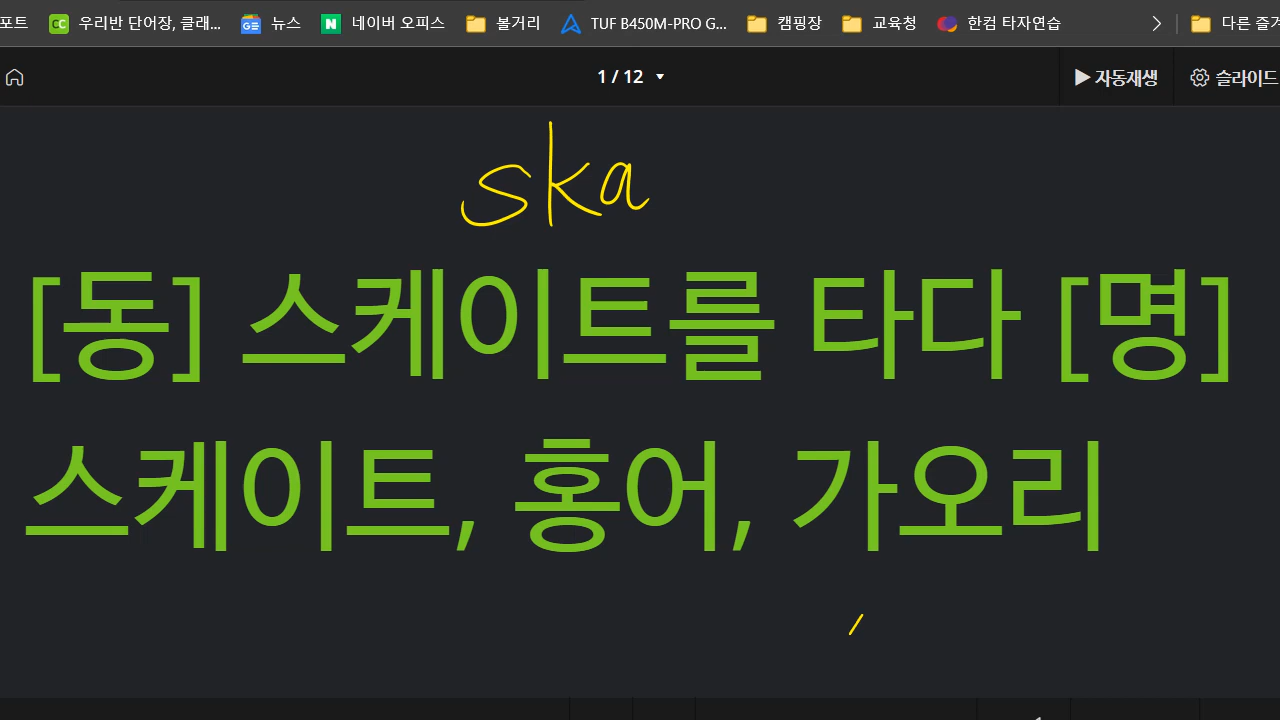 포트 CC 우리반 단어장, 클래... GE 뉴스 N 네이버 오피스 볼거리 TUF B450M-PRO G... 캠핑장 교육청 한컴 타자연습 다른 즐
1 / 12 자동재생 슬라이드
ska
[동] 스케이트를 타다 [명]
스케이트, 홍어, 가오리